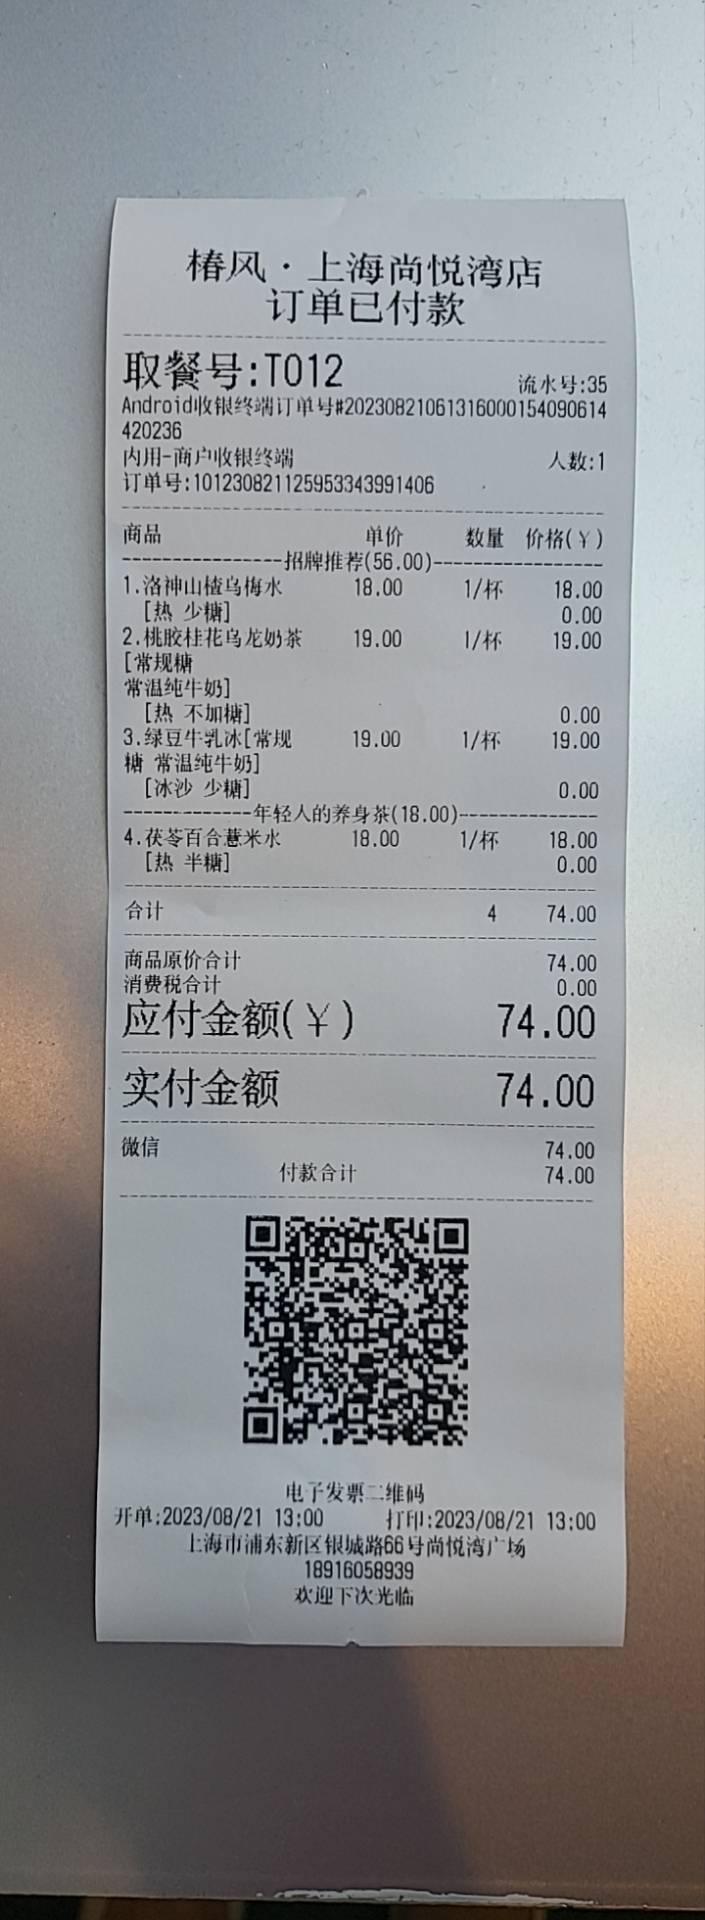 椿风·上海尚悦湾店
订单已付款
取餐号:T012 流水号:35
Android收银终端订单号#20230821061316000154090614
420236
内用-商户收银终端 人数:1
订单号:101230821125953343991406
商品 单价 数量 价格(¥)
招牌推荐(56.00)
1.洛神山楂乌梅水 18.00 1/杯 18.00
[热 少糖] 0.00
2.桃胶桂花乌龙奶茶 19.00 1/杯 19.00
[常规糖
常温纯牛奶]
[热 不加糖] 0.00
3.绿豆牛乳冰[常规 19.00 1/杯 19.00
糖 常温纯牛奶]
[冰沙 少糖] 0.00
年轻人的养身茶(18.00)
4.茯苓百合薏米水 18.00 1/杯 18.00
[热 半糖] 0.00
合计 4 74.00
商品原价合计 74.00
消费税合计 0.00
应付金额(¥) 74.00
实付金额 74.00
微信 74.00
付款合计 74.00
电子发票二维码
开单:2023/08/21 13:00 打印:2023/08/21 13:00
上海市浦东新区银城路66号尚悦湾广场
18916058939
欢迎下次光临